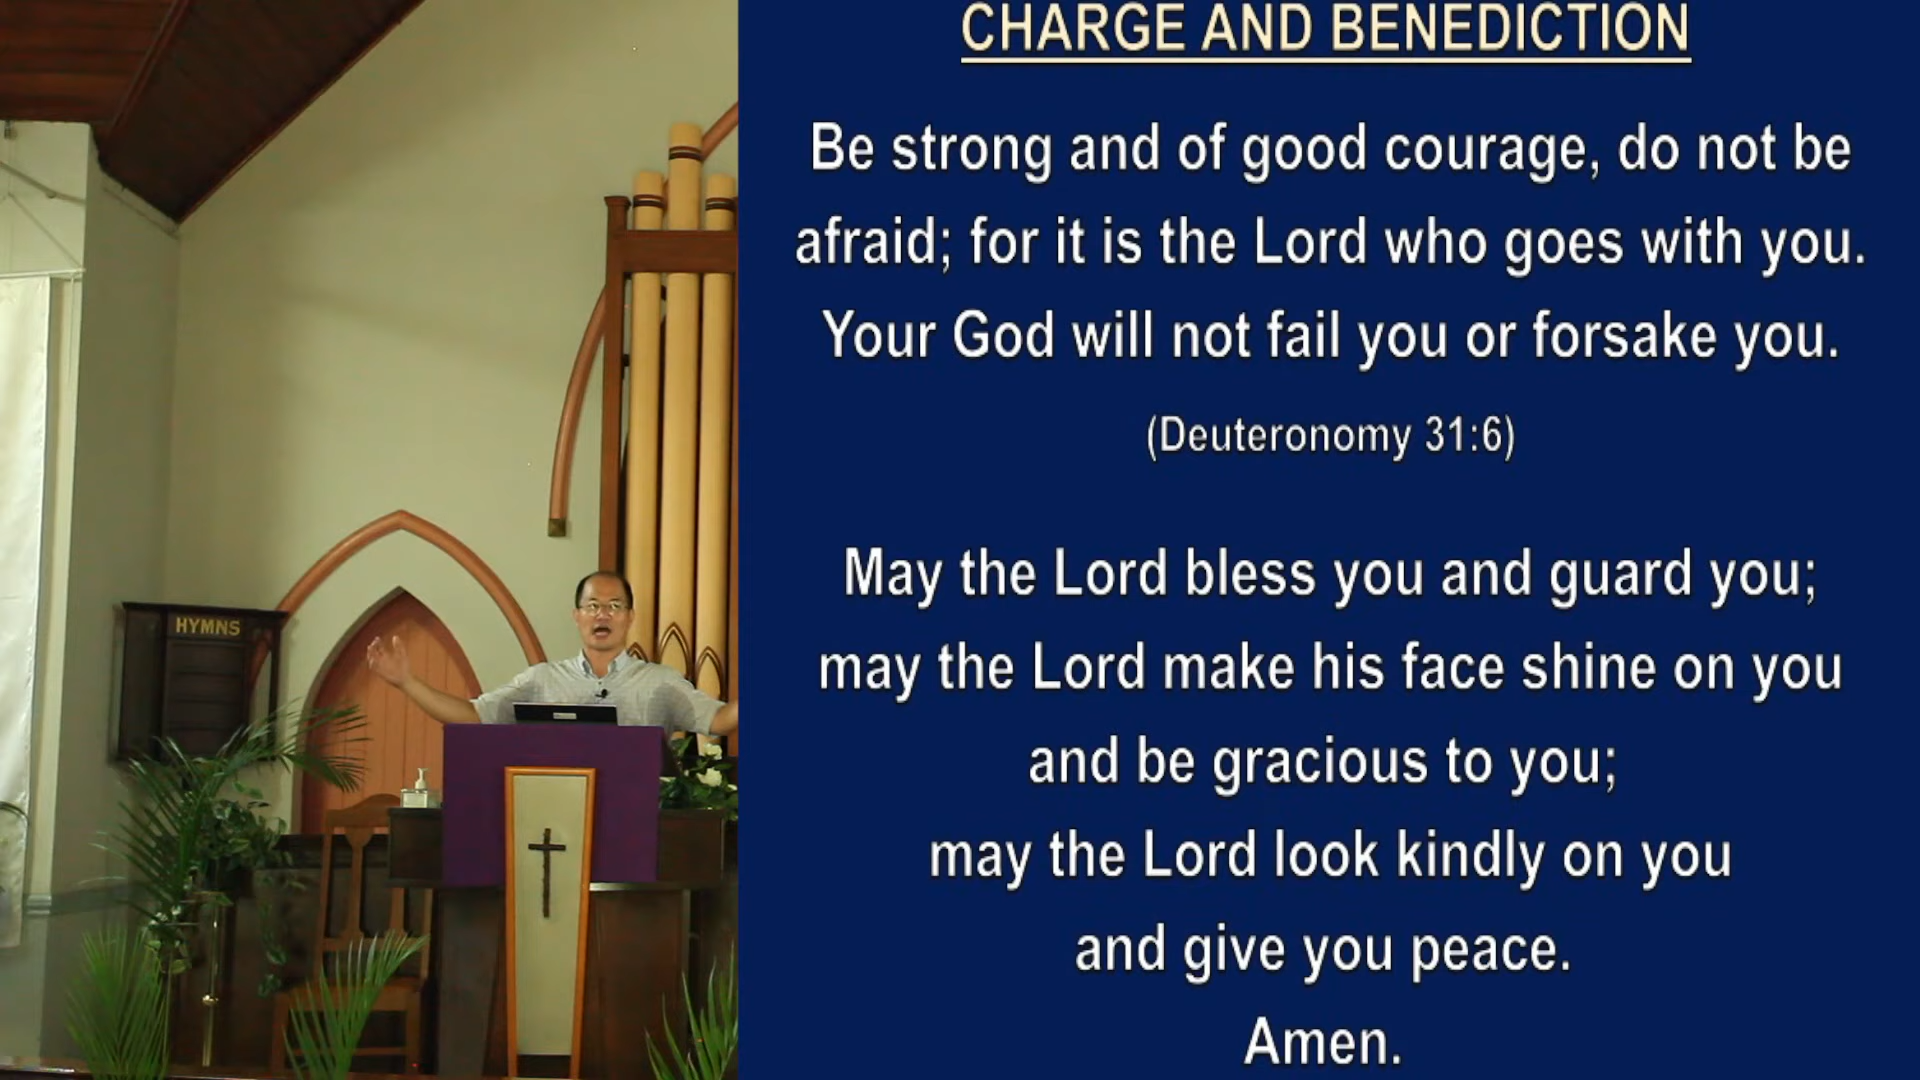 CHARGE AND BENEDICTION
Be strong and of good courage, do not be
afraid; for it is the Lord who goes with you.
Your God will not fail you or forsake you.
(Deuteronomy 31:6)
May the Lord bless you and guard you;
may the Lord make his face shine on you
and be gracious to you;
may the Lord look kindly on you
and give you peace.
Amen.
HYMNS